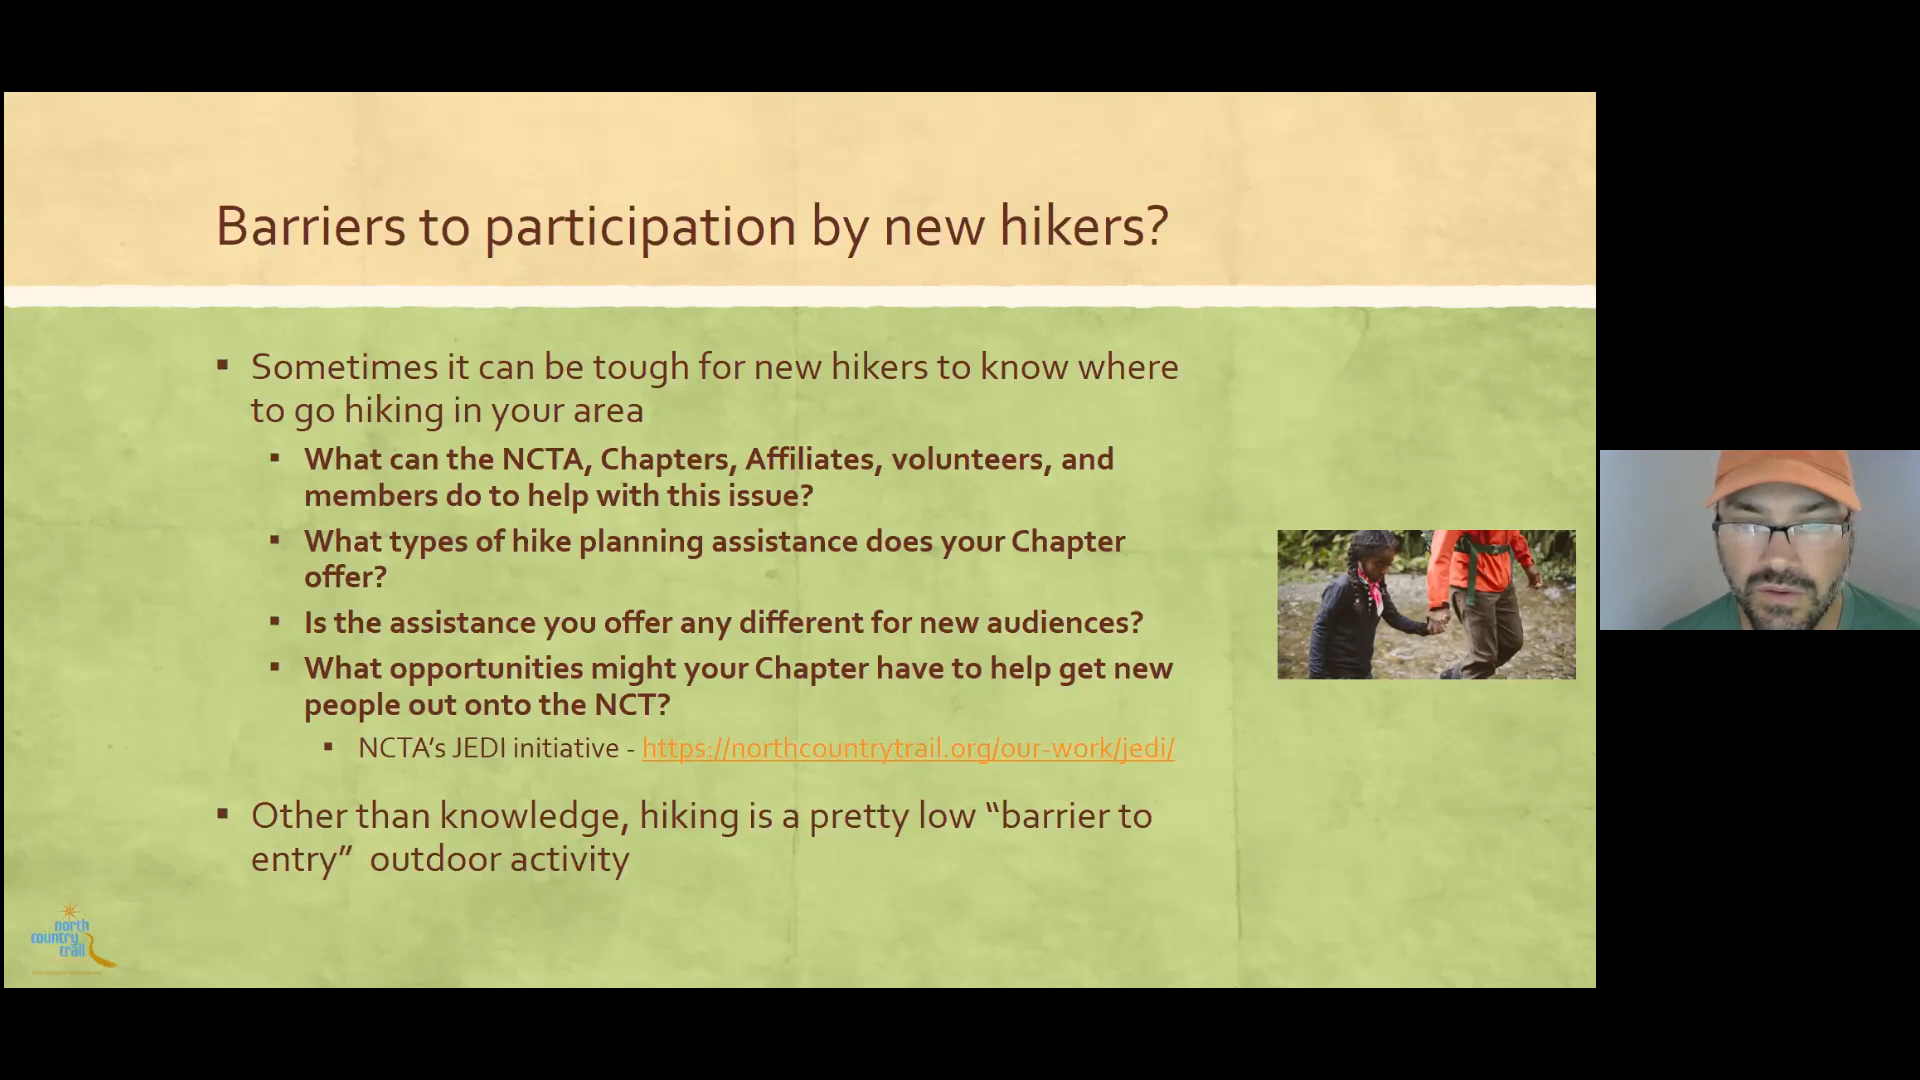 Barriers to participation by new hikers?
▪ Sometimes it can be tough for new hikers to know where
to go hiking in your area
▪ What can the NCTA, Chapters, Affiliates, volunteers, and
members do to help with this issue?
▪ What types of hike planning assistance does your Chapter
offer?
▪ Is the assistance you offer any different for new audiences?
▪ What opportunities might your Chapter have to help get new
people out onto the NCT?
▪ NCTA’s JEDI initiative - https://northcountrytrail.org/our-work/jedi/
▪ Other than knowledge, hiking is a pretty low “barrier to
entry”  outdoor activity
north
country
trail